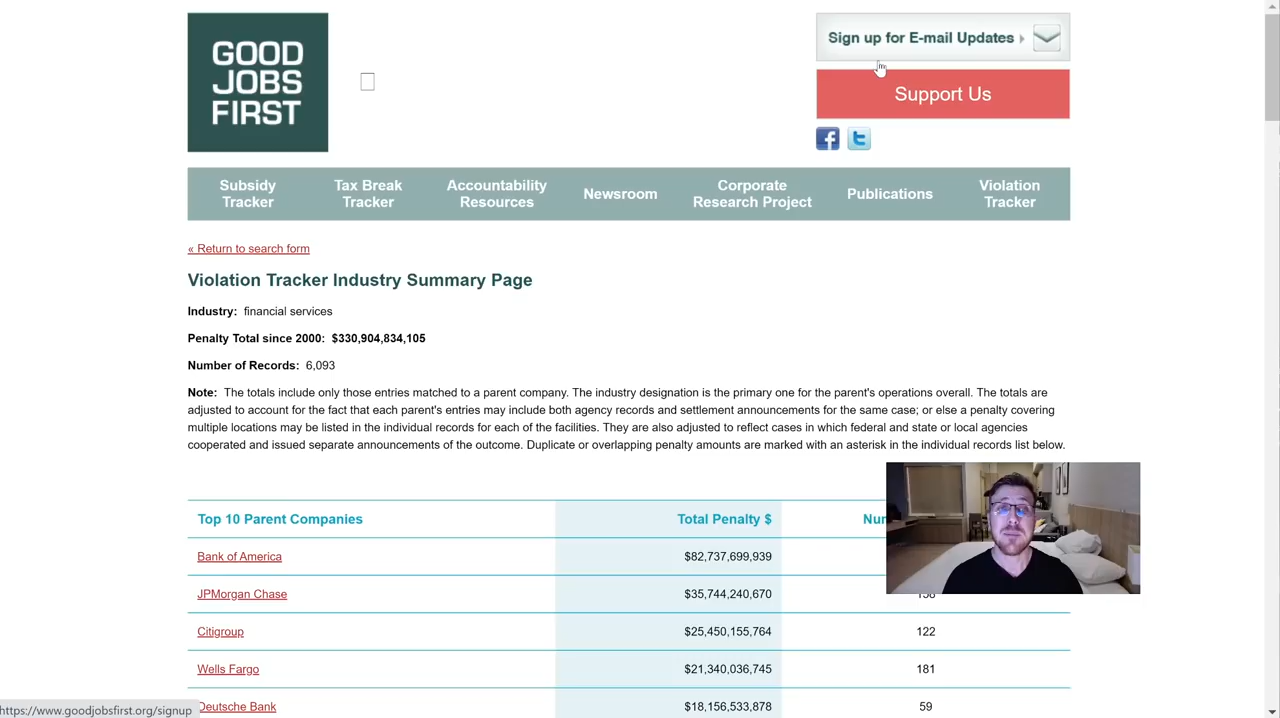 GOOD
JOBS
FIRST
Sign up for E-mail Updates
Support Us
Subsidy
Tracker
Tax Break
Tracker
Accountability
Resources
Newsroom
Corporate
Research Project
Publications
Violation
Tracker
« Return to search form
Violation Tracker Industry Summary Page
Industry: financial services
Penalty Total since 2000: $330,904,834,105
Number of Records: 6,093
Note: The totals include only those entries matched to a parent company. The industry designation is the primary one for the parent's operations overall. The totals are
adjusted to account for the fact that each parent's entries may include both agency records and settlement announcements for the same case; or else a penalty covering
multiple locations may be listed in the individual records for each of the facilities. They are also adjusted to reflect cases in which federal and state or local agencies
cooperated and issued separate announcements of the outcome. Duplicate or overlapping penalty amounts are marked with an asterisk in the individual records list below.
Top 10 Parent Companies Total Penalty $
Bank of America $82,737,699,939
JPMorgan Chase $35,744,240,670
Citigroup $25,450,155,764 122
Wells Fargo $21,340,036,745 181
Deutsche Bank $18,156,533,878 59
https://www.goodjobsfirst.org/signup